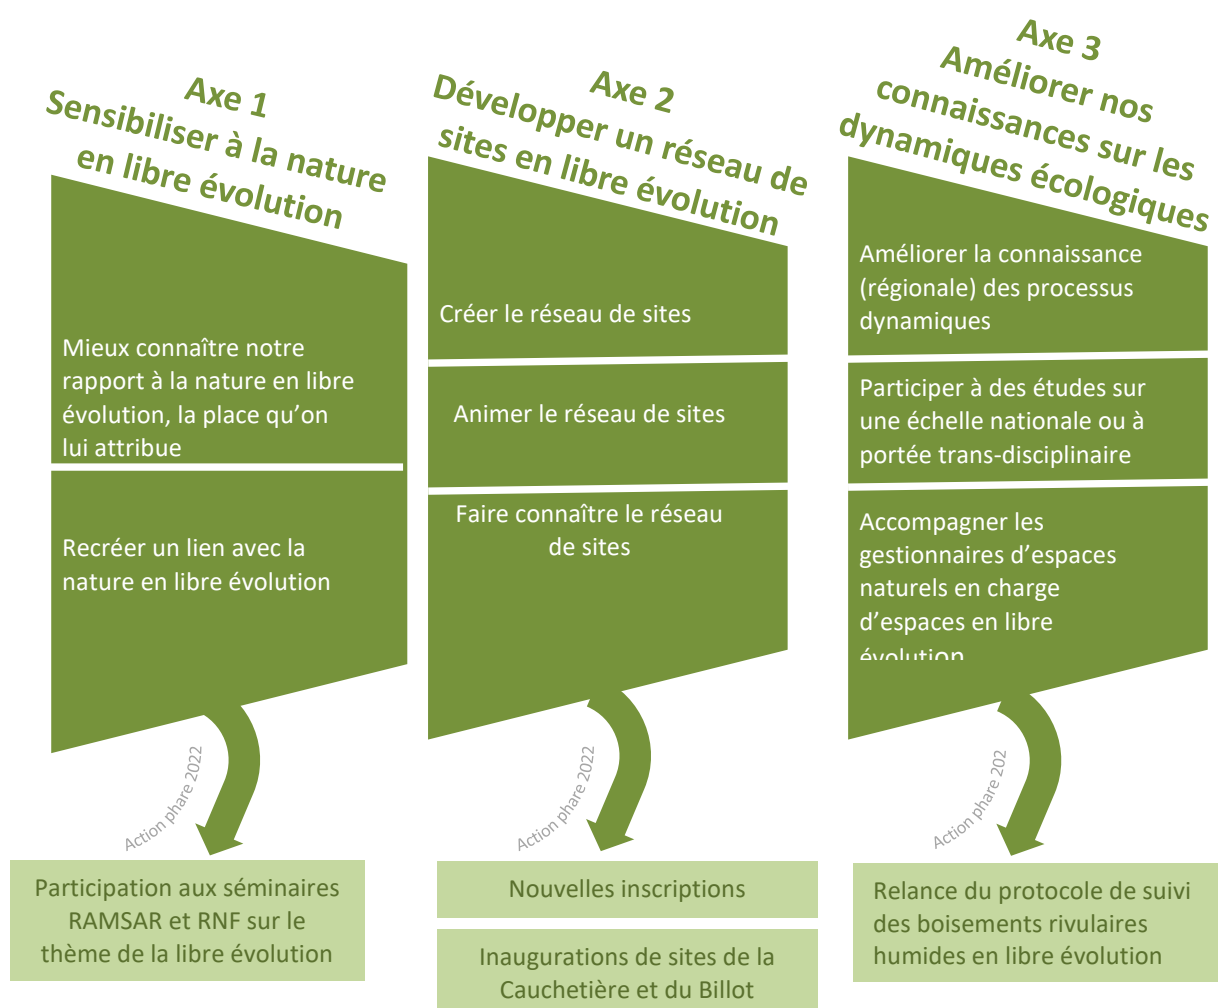 Axe 1
Sensibiliser à la nature
en libre évolution
Mieux connaître notre
rapport à la nature en libre
évolution, la place qu’on
lui attribue
Recréer un lien avec la
nature en libre évolution
Action phare 2022
Participation aux séminaires
RAMSAR et RNF sur le
thème de la libre évolution
Axe 2
Développer un réseau de
sites en libre évolution
Créer le réseau de sites
Animer le réseau de sites
Faire connaître le réseau
de sites
Action phare 2022
Nouvelles inscriptions
Inaugurations de sites de la
Cauchetière et du Billot
Axe 3
Améliorer nos
connaissances sur les
dynamiques écologiques
Améliorer la connaissance
(régionale) des processus
dynamiques
Participer à des études sur
une échelle nationale ou à
portée trans-disciplinaire
Accompagner les
gestionnaires d’espaces
naturels en charge
d’espaces en libre
évolution
Action phare 202
Relance du protocole de suivi
des boisements rivulaires
humides en libre évolution